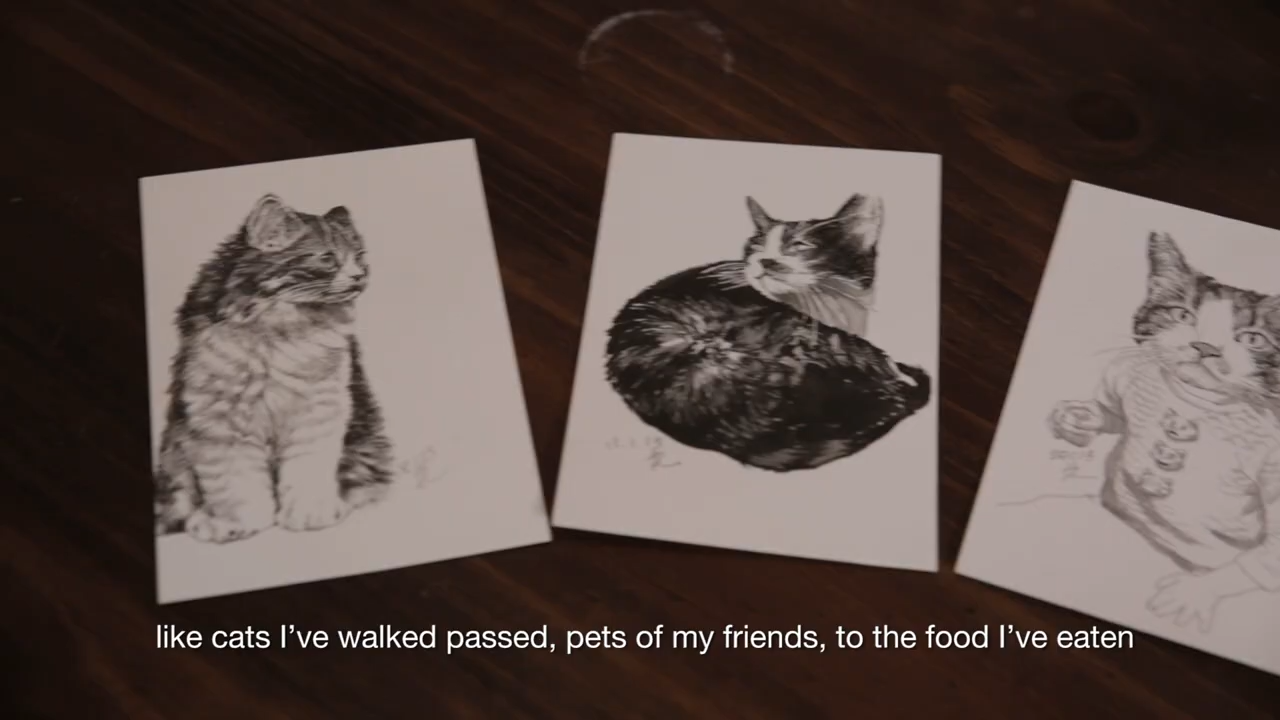 like cats I've walked passed, pets of my friends, to the food I've eaten